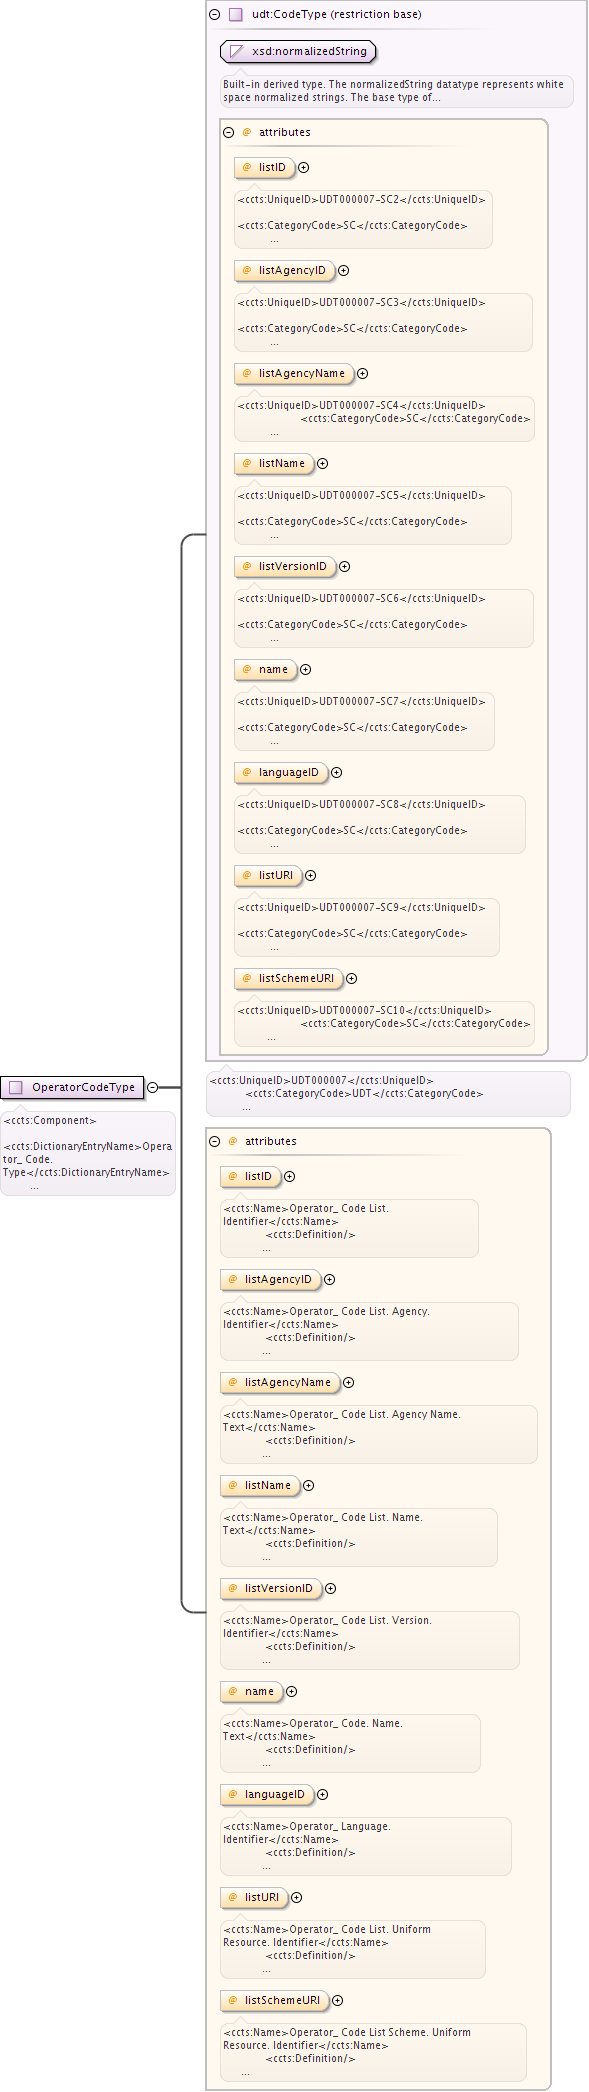 udt:CodeType (restriction base)
xsd:normalizedString
Built-in derived type. The normalizedString datatype represents white
space normalized strings. The base type of...
@ attributes
@ listID
<ccts:UniqueID>UDT000007-SC2</ccts:UniqueID>
<ccts:CategoryCode>SC</ccts:CategoryCode>
...
@ listAgencyID
<ccts:UniqueID>UDT000007-SC3</ccts:UniqueID>
<ccts:CategoryCode>SC</ccts:CategoryCode>
...
@ listAgencyName
<ccts:UniqueID>UDT000007-SC4</ccts:UniqueID>
<ccts:CategoryCode>SC</ccts:CategoryCode>
...
@ listName
<ccts:UniqueID>UDT000007-SC5</ccts:UniqueID>
<ccts:CategoryCode>SC</ccts:CategoryCode>
...
@ listVersionID
<ccts:UniqueID>UDT000007-SC6</ccts:UniqueID>
<ccts:CategoryCode>SC</ccts:CategoryCode>
...
@ name
<ccts:UniqueID>UDT000007-SC7</ccts:UniqueID>
<ccts:CategoryCode>SC</ccts:CategoryCode>
...
@ languageID
<ccts:UniqueID>UDT000007-SC8</ccts:UniqueID>
<ccts:CategoryCode>SC</ccts:CategoryCode>
...
@ listURI
<ccts:UniqueID>UDT000007-SC9</ccts:UniqueID>
<ccts:CategoryCode>SC</ccts:CategoryCode>
...
@ listSchemeURI
<ccts:UniqueID>UDT000007-SC10</ccts:UniqueID>
<ccts:CategoryCode>SC</ccts:CategoryCode>
...
OperatorCodeType
<ccts:Component>
<ccts:DictionaryEntryName>Opera
tor_ Code.
Type</ccts:DictionaryEntryName>
...
<ccts:UniqueID>UDT000007</ccts:UniqueID>
<ccts:CategoryCode>UDT</ccts:CategoryCode>
...
@ attributes
@ listID
<ccts:Name>Operator_ Code List.
Identifier</ccts:Name>
<ccts:Definition/>
...
@ listAgencyID
<ccts:Name>Operator_ Code List. Agency.
Identifier</ccts:Name>
<ccts:Definition/>
...
@ listAgencyName
<ccts:Name>Operator_ Code List. Agency Name.
Text</ccts:Name>
<ccts:Definition/>
...
@ listName
<ccts:Name>Operator_ Code List. Name.
Text</ccts:Name>
<ccts:Definition/>
...
@ listVersionID
<ccts:Name>Operator_ Code List. Version.
Identifier</ccts:Name>
<ccts:Definition/>
...
@ name
<ccts:Name>Operator_ Code. Name.
Text</ccts:Name>
<ccts:Definition/>
...
@ languageID
<ccts:Name>Operator_ Language.
Identifier</ccts:Name>
<ccts:Definition/>
...
@ listURI
<ccts:Name>Operator_ Code List. Uniform
Resource. Identifier</ccts:Name>
<ccts:Definition/>
...
@ listSchemeURI
<ccts:Name>Operator_ Code List Scheme. Uniform
Resource. Identifier</ccts:Name>
<ccts:Definition/>
...